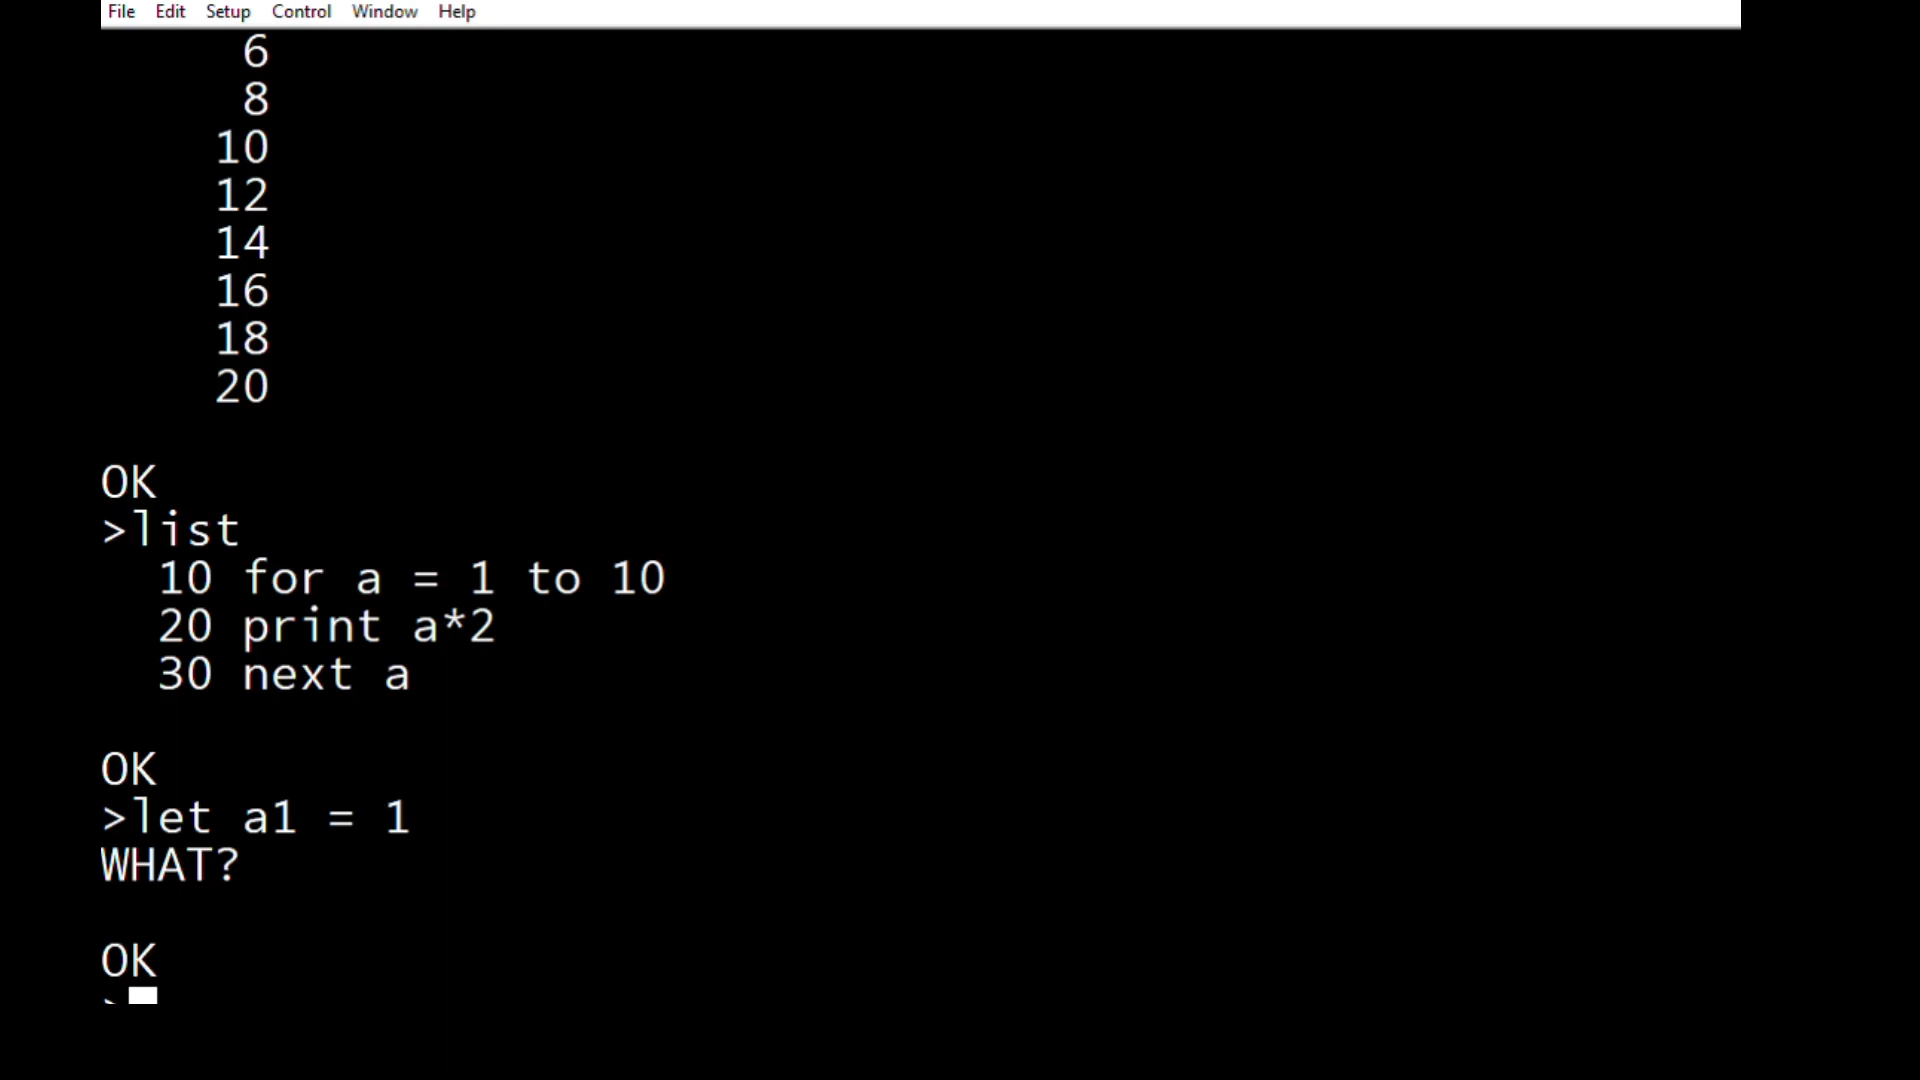 File Edit Setup Control Window Help
6
8
10
12
14
16
18
20
OK
>list
10 for a = 1 to 10
20 print a*2
30 next a
OK
>let a1 = 1
WHAT?
OK
>